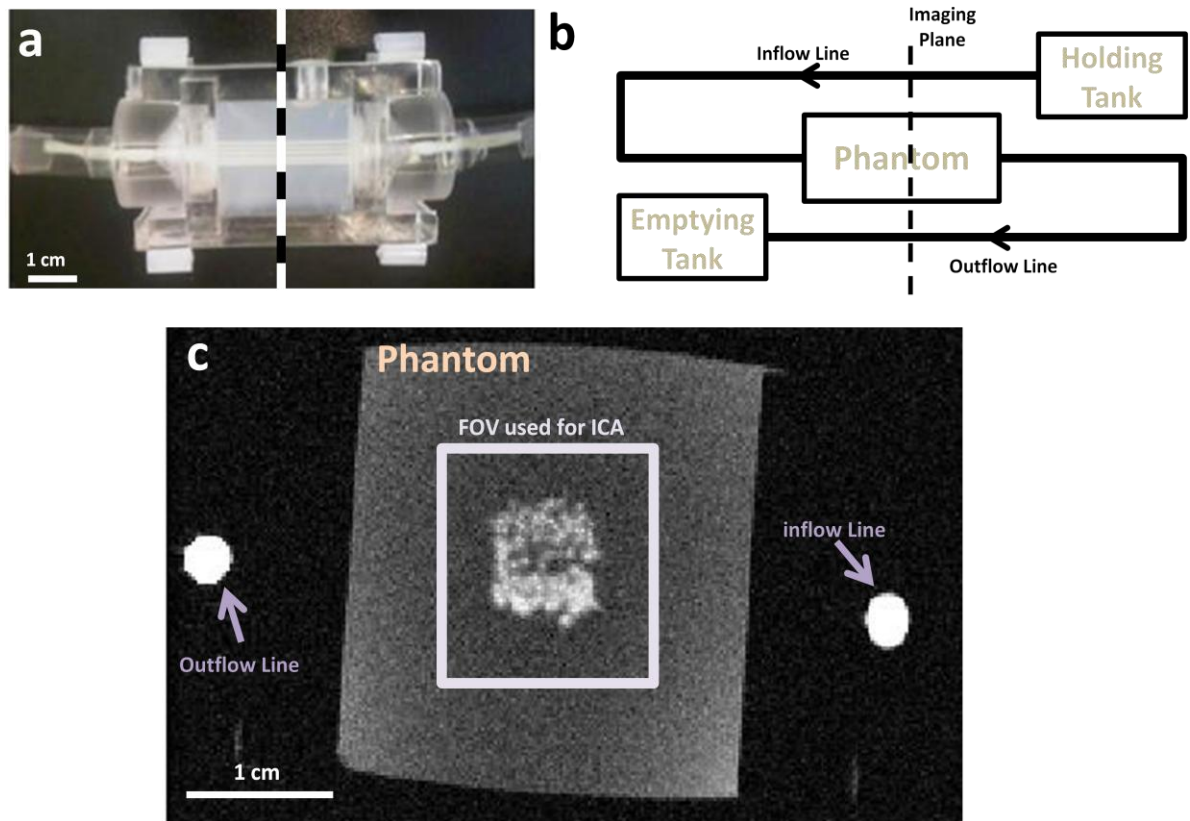 a
1 cm
b
Imaging
Plane
Inflow Line
Holding
Tank
Phantom
Emptying
Tank
Outflow Line
c
Phantom
FOV used for ICA
inflow Line
Outflow Line
1 cm